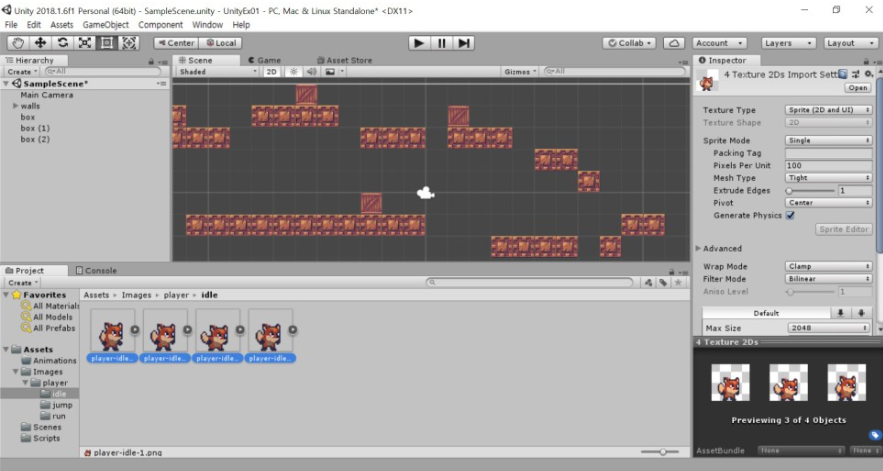 Unity 2018.1.6f1 Personal (64bit) - SampleScene.unity - UnityEx01 - PC, Mac & Linux Standalone* <DX11>
File Edit Assets GameObject Component Window Help
Center Local Collab Account Layers Layout
Hierarchy
Create All
SampleScene*
Main Camera
walls
box
box (1)
box (2)
Scene Game Asset Store
Shaded 2D Gizmos All
Inspector
4 Texture 2Ds Import Sett
Open
Texture Type Sprite (2D and UI)
Texture Shape 2D
Sprite Mode Single
Packing Tag
Pixels Per Unit 100
Mesh Type Tight
Extrude Edges 1
Pivot Center
Generate Physics
Sprite Editor
Advanced
Wrap Mode Clamp
Filter Mode Bilinear
Aniso Level 1
Default
Max Size 2048
Project Console
Create
Favorites
All Materials
All Models
All Prefabs
Assets
Animations
Images
player
idle
jump
run
Scenes
Scripts
Assets Images player idle
player-idle... player-idle... player-idle... player-idle...
player-idle-1.png
4 Texture 2Ds
Previewing 3 of 4 Objects
AssetBundle None None